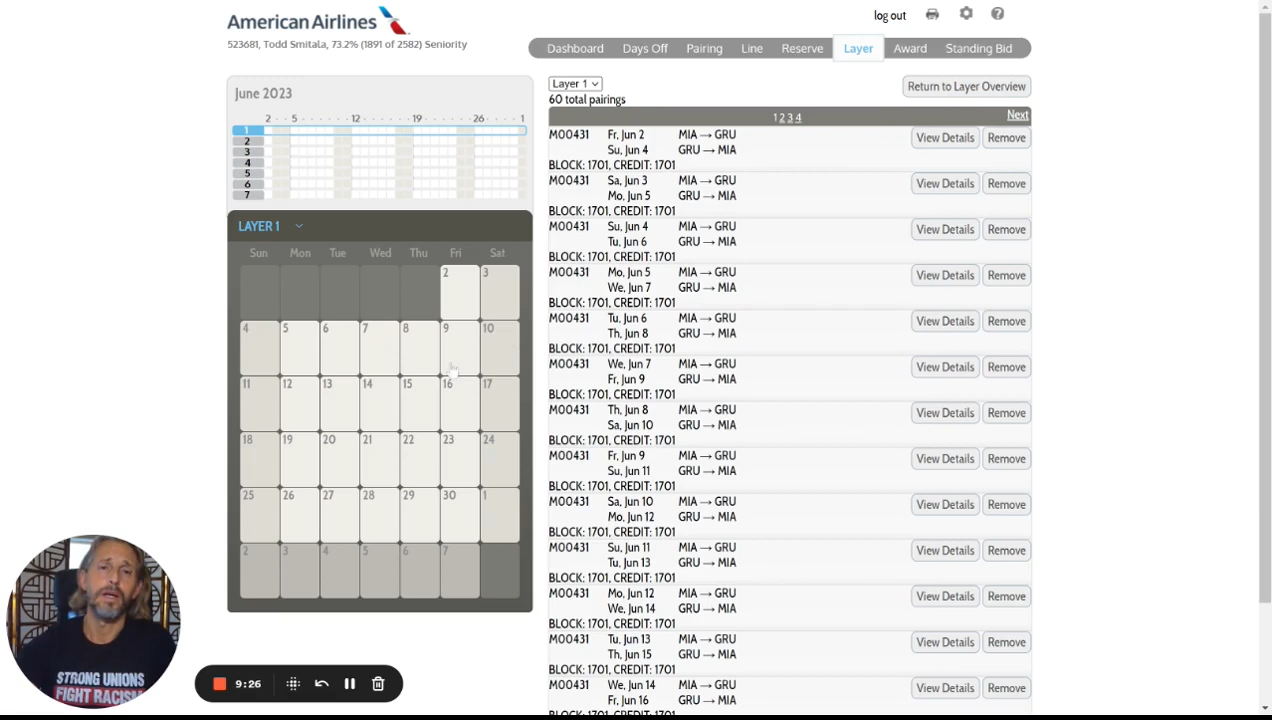 American Airlines
log out
523681, Todd Smitala, 73.2% (1891 of 2582) Seniority
Dashboard Days Off Pairing Line Reserve Layer Award Standing Bid
June 2023
2 5 12 19 26 1
1
2
3
4
5
6
7
LAYER 1
Sun Mon Tue Wed Thu Fri Sat
2 3
4 5 6 7 8 9 10
11 12 13 14 15 16 17
18 19 20 21 22 23 24
25 26 27 28 29 30 1
2 3 4 5 6 7
STRONG UNIONS
FIGHT RACISM
9:26
Layer 1
Return to Layer Overview
60 total pairings
1 2 3 4 Next
M00431 Fr, Jun 2 MIA → GRU View Details Remove
Su, Jun 4 GRU → MIA
BLOCK: 1701, CREDIT: 1701
M00431 Sa, Jun 3 MIA → GRU View Details Remove
Mo, Jun 5 GRU → MIA
BLOCK: 1701, CREDIT: 1701
M00431 Su, Jun 4 MIA → GRU View Details Remove
Tu, Jun 6 GRU → MIA
BLOCK: 1701, CREDIT: 1701
M00431 Mo, Jun 5 MIA → GRU View Details Remove
We, Jun 7 GRU → MIA
BLOCK: 1701, CREDIT: 1701
M00431 Tu, Jun 6 MIA → GRU View Details Remove
Th, Jun 8 GRU → MIA
BLOCK: 1701, CREDIT: 1701
M00431 We, Jun 7 MIA → GRU View Details Remove
Fr, Jun 9 GRU → MIA
BLOCK: 1701, CREDIT: 1701
M00431 Th, Jun 8 MIA → GRU View Details Remove
Sa, Jun 10 GRU → MIA
BLOCK: 1701, CREDIT: 1701
M00431 Fr, Jun 9 MIA → GRU View Details Remove
Su, Jun 11 GRU → MIA
BLOCK: 1701, CREDIT: 1701
M00431 Sa, Jun 10 MIA → GRU View Details Remove
Mo, Jun 12 GRU → MIA
BLOCK: 1701, CREDIT: 1701
M00431 Su, Jun 11 MIA → GRU View Details Remove
Tu, Jun 13 GRU → MIA
BLOCK: 1701, CREDIT: 1701
M00431 Mo, Jun 12 MIA → GRU View Details Remove
We, Jun 14 GRU → MIA
BLOCK: 1701, CREDIT: 1701
M00431 Tu, Jun 13 MIA → GRU View Details Remove
Th, Jun 15 GRU → MIA
BLOCK: 1701, CREDIT: 1701
M00431 We, Jun 14 MIA → GRU View Details Remove
Fr, Jun 16 GRU → MIA
BLOCK: 1701, CREDIT: 1701